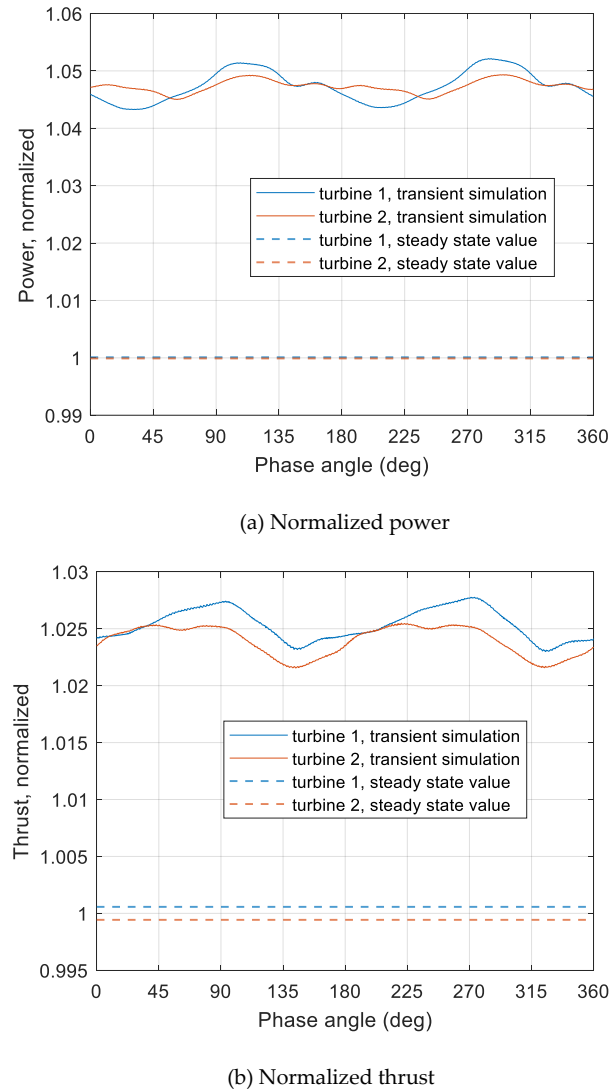 1.06
1.05
1.04
1.03
1.02
1.01
1
0.99
Power, normalized
turbine 1, transient simulation
turbine 2, transient simulation
turbine 1, steady state value
turbine 2, steady state value
0 45 90 135 180 225 270 315 360
Phase angle (deg)
(a) Normalized power
1.03
1.025
1.02
1.015
1.01
1.005
1
0.995
Thrust, normalized
turbine 1, transient simulation
turbine 2, transient simulation
turbine 1, steady state value
turbine 2, steady state value
0 45 90 135 180 225 270 315 360
Phase angle (deg)
(b) Normalized thrust